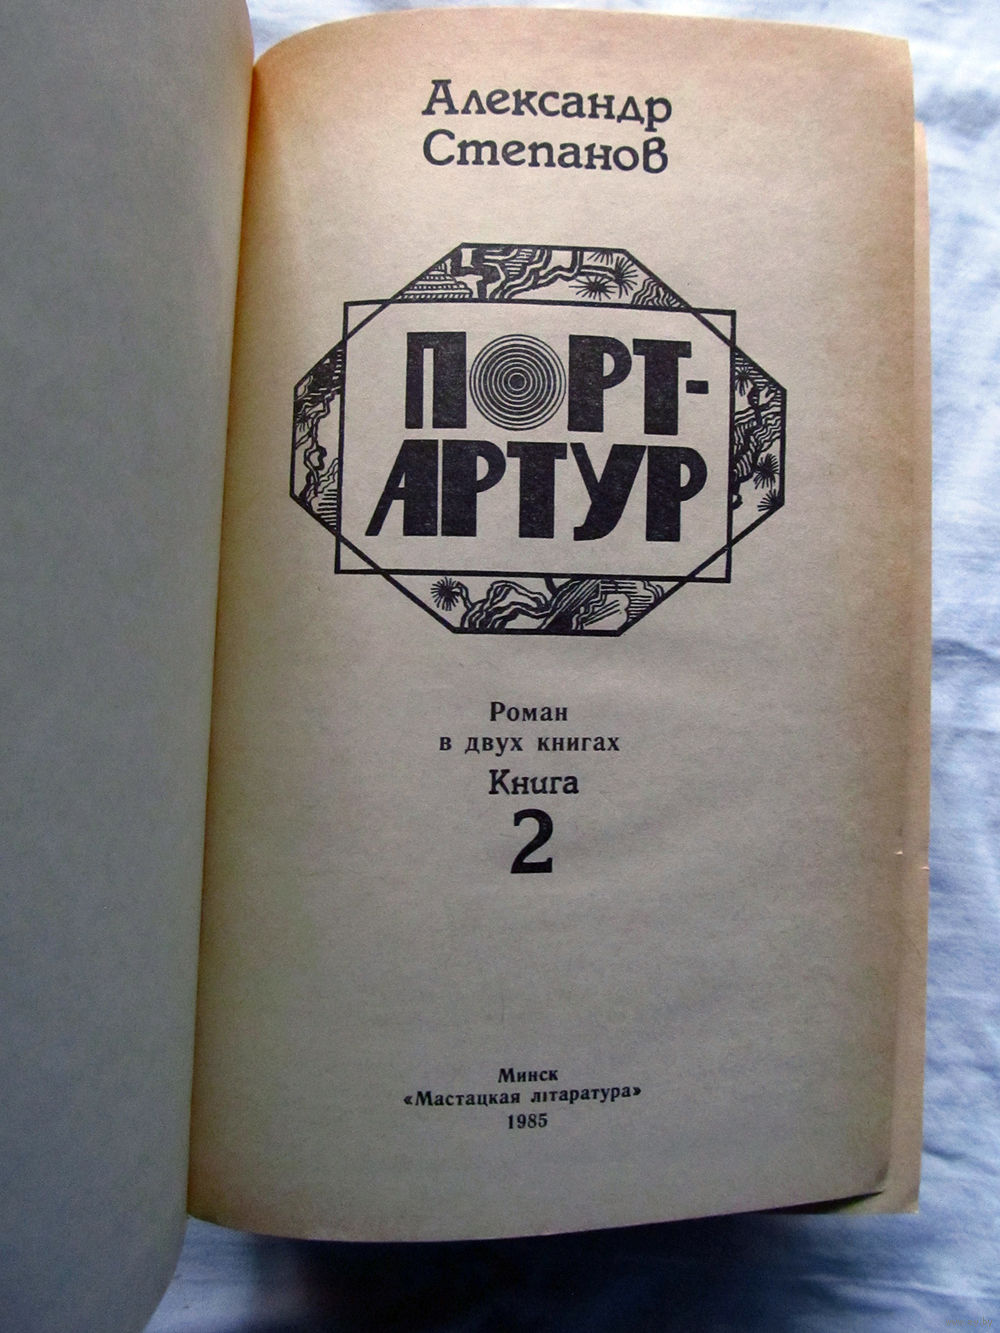 Александр
Степанов
ПОРТ-
АРТУР
Роман
в двух книгах
Книга
2
Минск
«Мастацкая літаратура»
1985